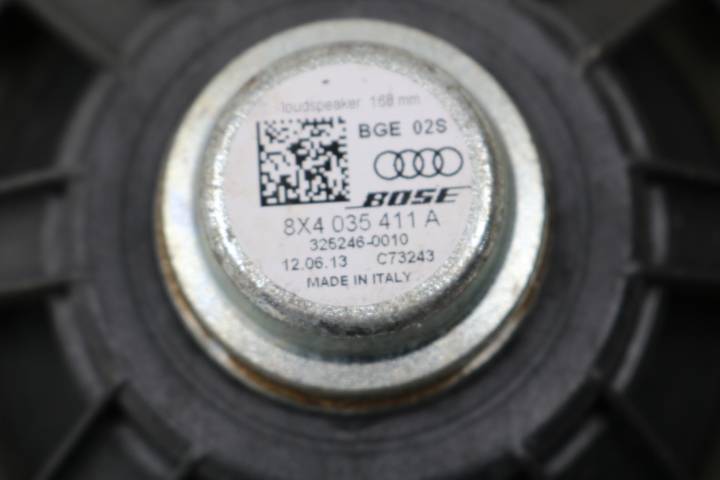 loudspeaker 168 mm
BGE 02S
BOSE
8X4 035 411 A
325246-0010
12.06.13 C73243
MADE IN ITALY